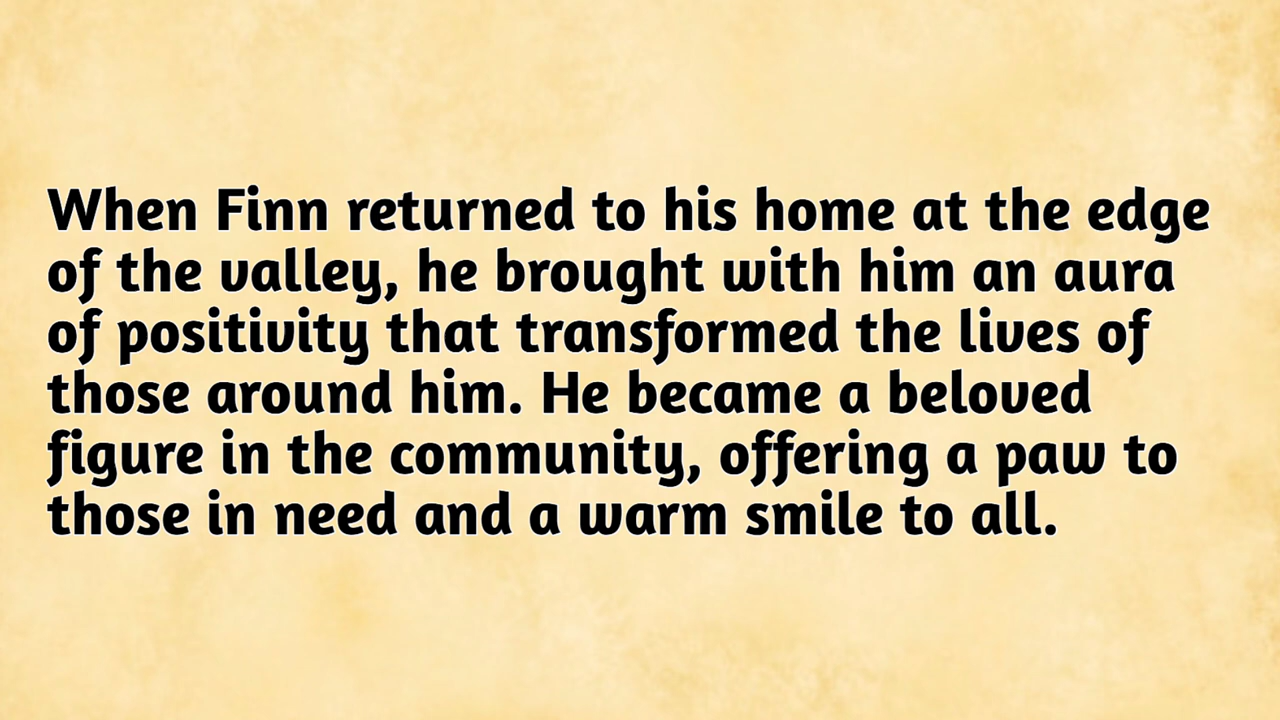 When Finn returned to his home at the edge
of the valley, he brought with him an aura
of positivity that transformed the lives of
those around him. He became a beloved
figure in the community, offering a paw to
those in need and a warm smile to all.